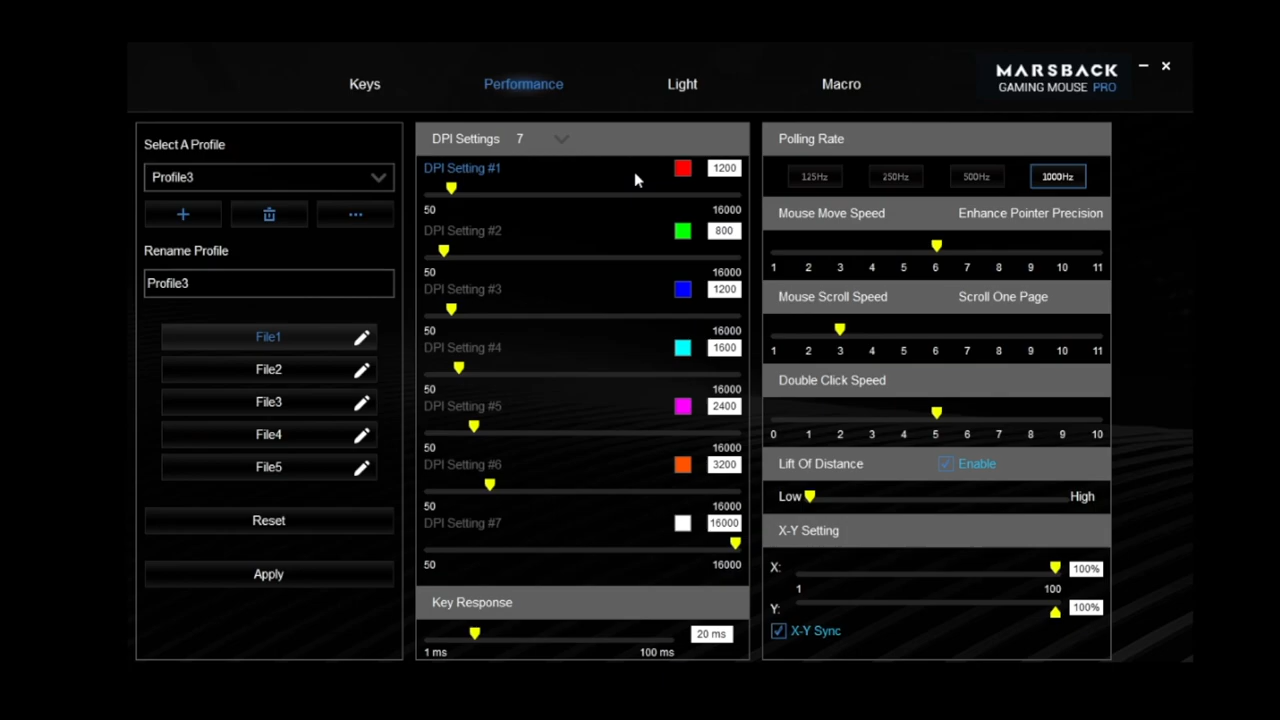 Keys
Performance
Light
Macro
MARSBACK
GAMING MOUSE PRO
Select A Profile
Profile3
Rename Profile
Profile3
File1
File2
File3
File4
File5
Reset
Apply
DPI Settings 7
DPI Setting #1 1200
50 16000
DPI Setting #2 800
50 16000
DPI Setting #3 1200
50 16000
DPI Setting #4 1600
50 16000
DPI Setting #5 2400
50 16000
DPI Setting #6 3200
50 16000
DPI Setting #7 16000
50 16000
Key Response
20 ms
1 ms 100 ms
Polling Rate
125Hz 250Hz 500Hz 1000Hz
Mouse Move Speed Enhance Pointer Precision
1 2 3 4 5 6 7 8 9 10 11
Mouse Scroll Speed Scroll One Page
1 2 3 4 5 6 7 8 9 10 11
Double Click Speed
0 1 2 3 4 5 6 7 8 9 10
Lift Of Distance Enable
Low High
X-Y Setting
X: 100%
1 100
Y: 100%
X-Y Sync